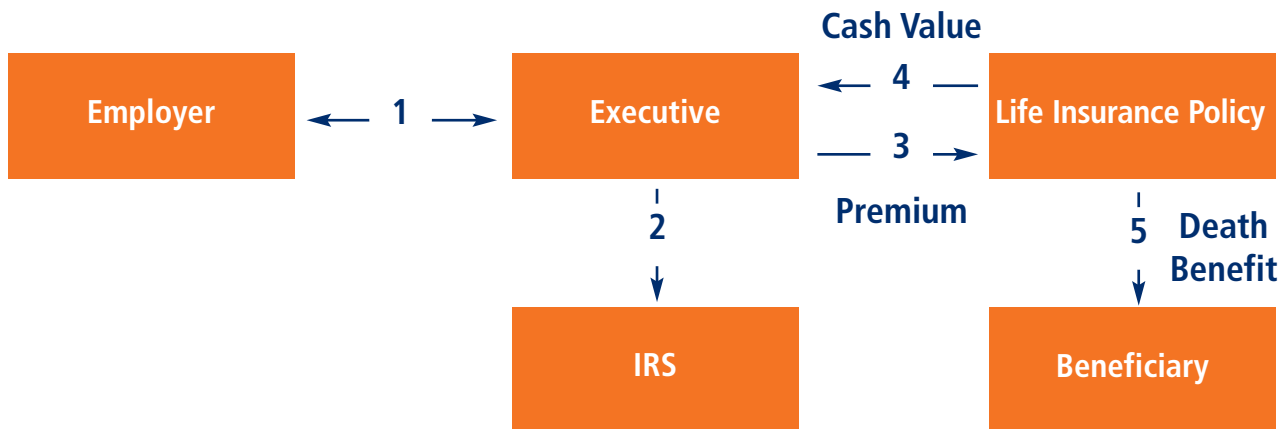 Cash Value
Employer
1
Executive
4
Life Insurance Policy
3
Premium
2
5
Death
Benefit
IRS
Beneficiary